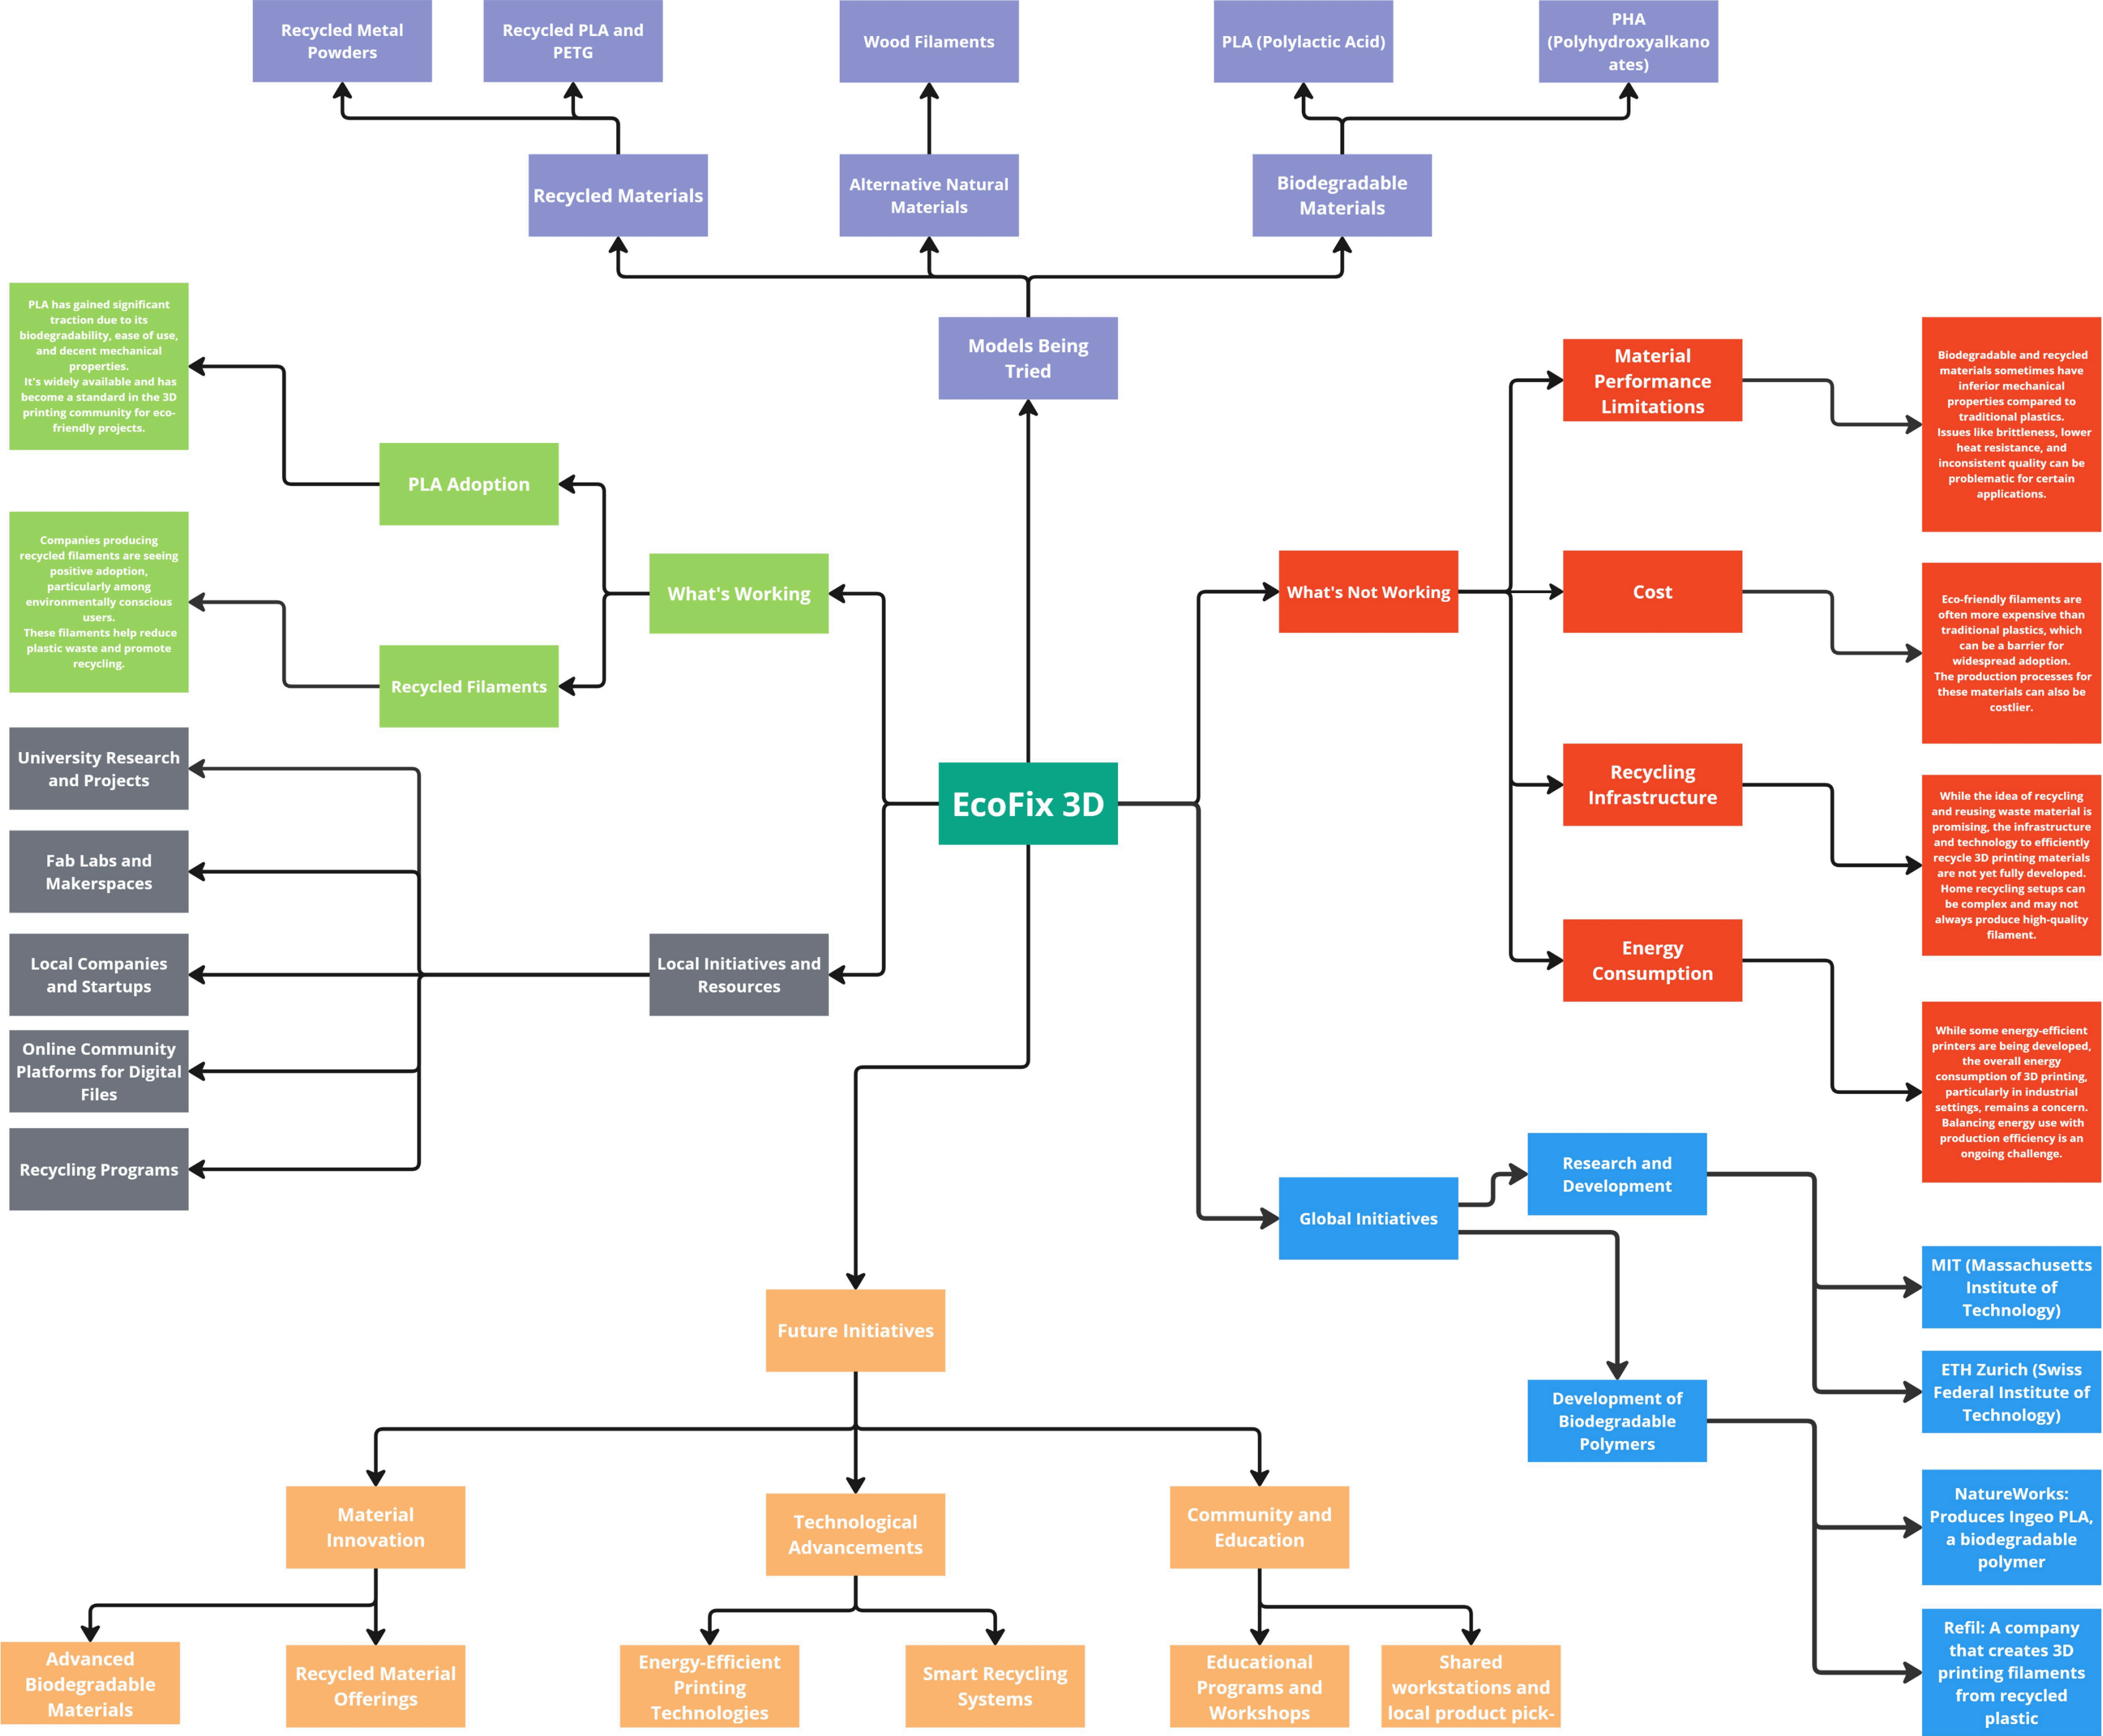 Recycled Metal
Powders
Recycled PLA and
PETG
Wood Filaments
PLA (Polylactic Acid)
PHA
(Polyhydroxyalkano
ates)
Recycled Materials
Alternative Natural
Materials
Biodegradable
Materials
Models Being
Tried
PLA has gained significant
traction due to its
biodegradability, ease of use,
and decent mechanical
properties.
It's widely available and has
become a standard in the 3D
printing community for eco-
friendly projects.
PLA Adoption
Companies producing
recycled filaments are seeing
positive adoption,
particularly among
environmentally conscious
users.
These filaments help reduce
plastic waste and promote
recycling.
What's Working
Recycled Filaments
Material
Performance
Limitations
Biodegradable and recycled
materials sometimes have
inferior mechanical
properties compared to
traditional plastics.
Issues like brittleness, lower
heat resistance, and
inconsistent quality can be
problematic for certain
applications.
What's Not Working
Cost
Eco-friendly filaments are
often more expensive than
traditional plastics, which
can be a barrier for
widespread adoption.
The production processes for
these materials can also be
costlier.
Recycling
Infrastructure
While the idea of recycling
and reusing waste material is
promising, the infrastructure
and technology to efficiently
recycle 3D printing materials
are not yet fully developed.
Home recycling setups can
be complex and may not
always produce high-quality
filament.
Energy
Consumption
While some energy-efficient
printers are being developed,
the overall energy
consumption of 3D printing,
particularly in industrial
settings, remains a concern.
Balancing energy use with
production efficiency is an
ongoing challenge.
EcoFix 3D
University Research
and Projects
Fab Labs and
Makerspaces
Local Companies
and Startups
Online Community
Platforms for Digital
Files
Recycling Programs
Local Initiatives and
Resources
Global Initiatives
Research and
Development
MIT (Massachusetts
Institute of
Technology)
ETH Zurich (Swiss
Federal Institute of
Technology)
Development of
Biodegradable
Polymers
NatureWorks:
Produces Ingeo PLA,
a biodegradable
polymer
Refil: A company
that creates 3D
printing filaments
from recycled
plastic
Future Initiatives
Material
Innovation
Technological
Advancements
Community and
Education
Advanced
Biodegradable
Materials
Recycled Material
Offerings
Energy-Efficient
Printing
Technologies
Smart Recycling
Systems
Educational
Programs and
Workshops
Shared
workstations and
local product pick-